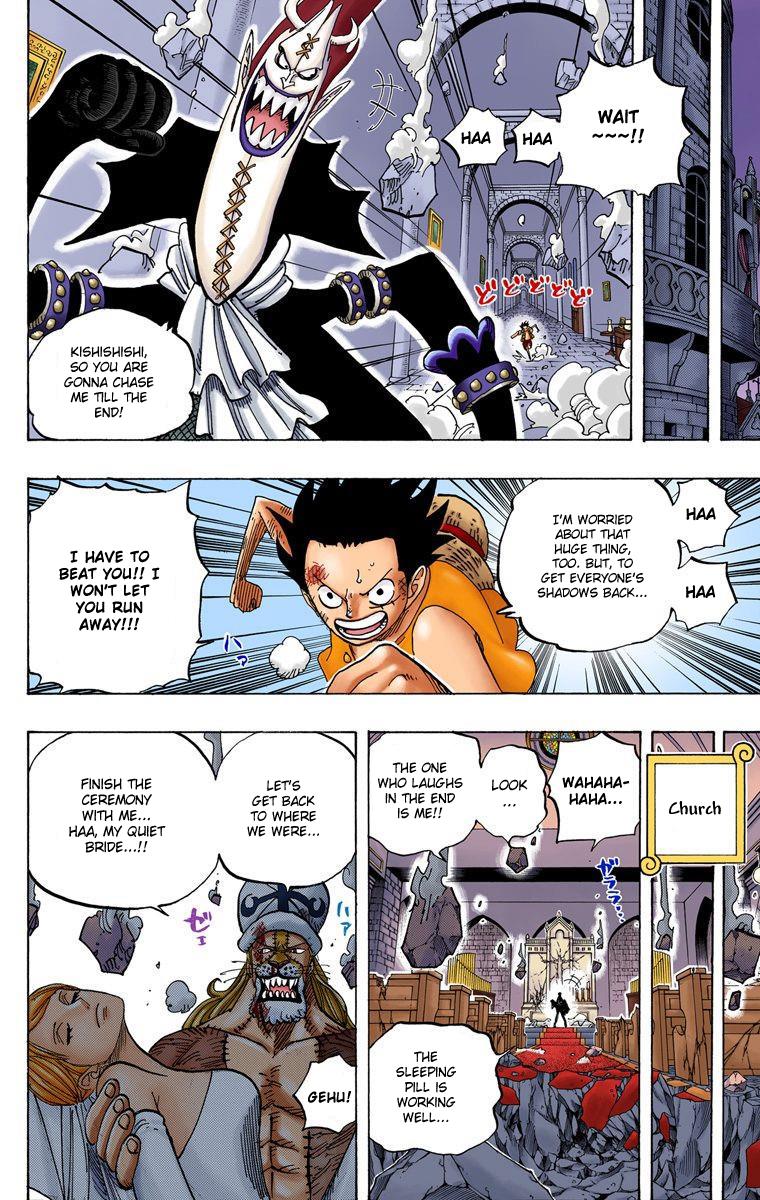 WAIT
~~~!!
HAA
HAA
どどどどど
KISHISHISHI,
SO YOU ARE
GONNA CHASE
ME TILL THE
END!
HAA
HAA
I'M WORRIED
ABOUT THAT
HUGE THING,
TOO. BUT, TO
GET EVERYONE'S
SHADOWS BACK...
I HAVE TO
BEAT YOU!! I
WON'T LET
YOU RUN
AWAY!!!
ハァ
Church
WAHAHA-
HAHA...
LOOK
...
THE ONE
WHO LAUGHS
IN THE END
IS ME!!
ガララ..
THE
SLEEPING
PILL IS
WORKING
WELL...
LET'S
GET BACK
TO WHERE
WE WERE...
FINISH THE
CEREMONY
WITH ME...
HAA, MY QUIET
BRIDE...!!
ハァ
ゼェ
GEHU!